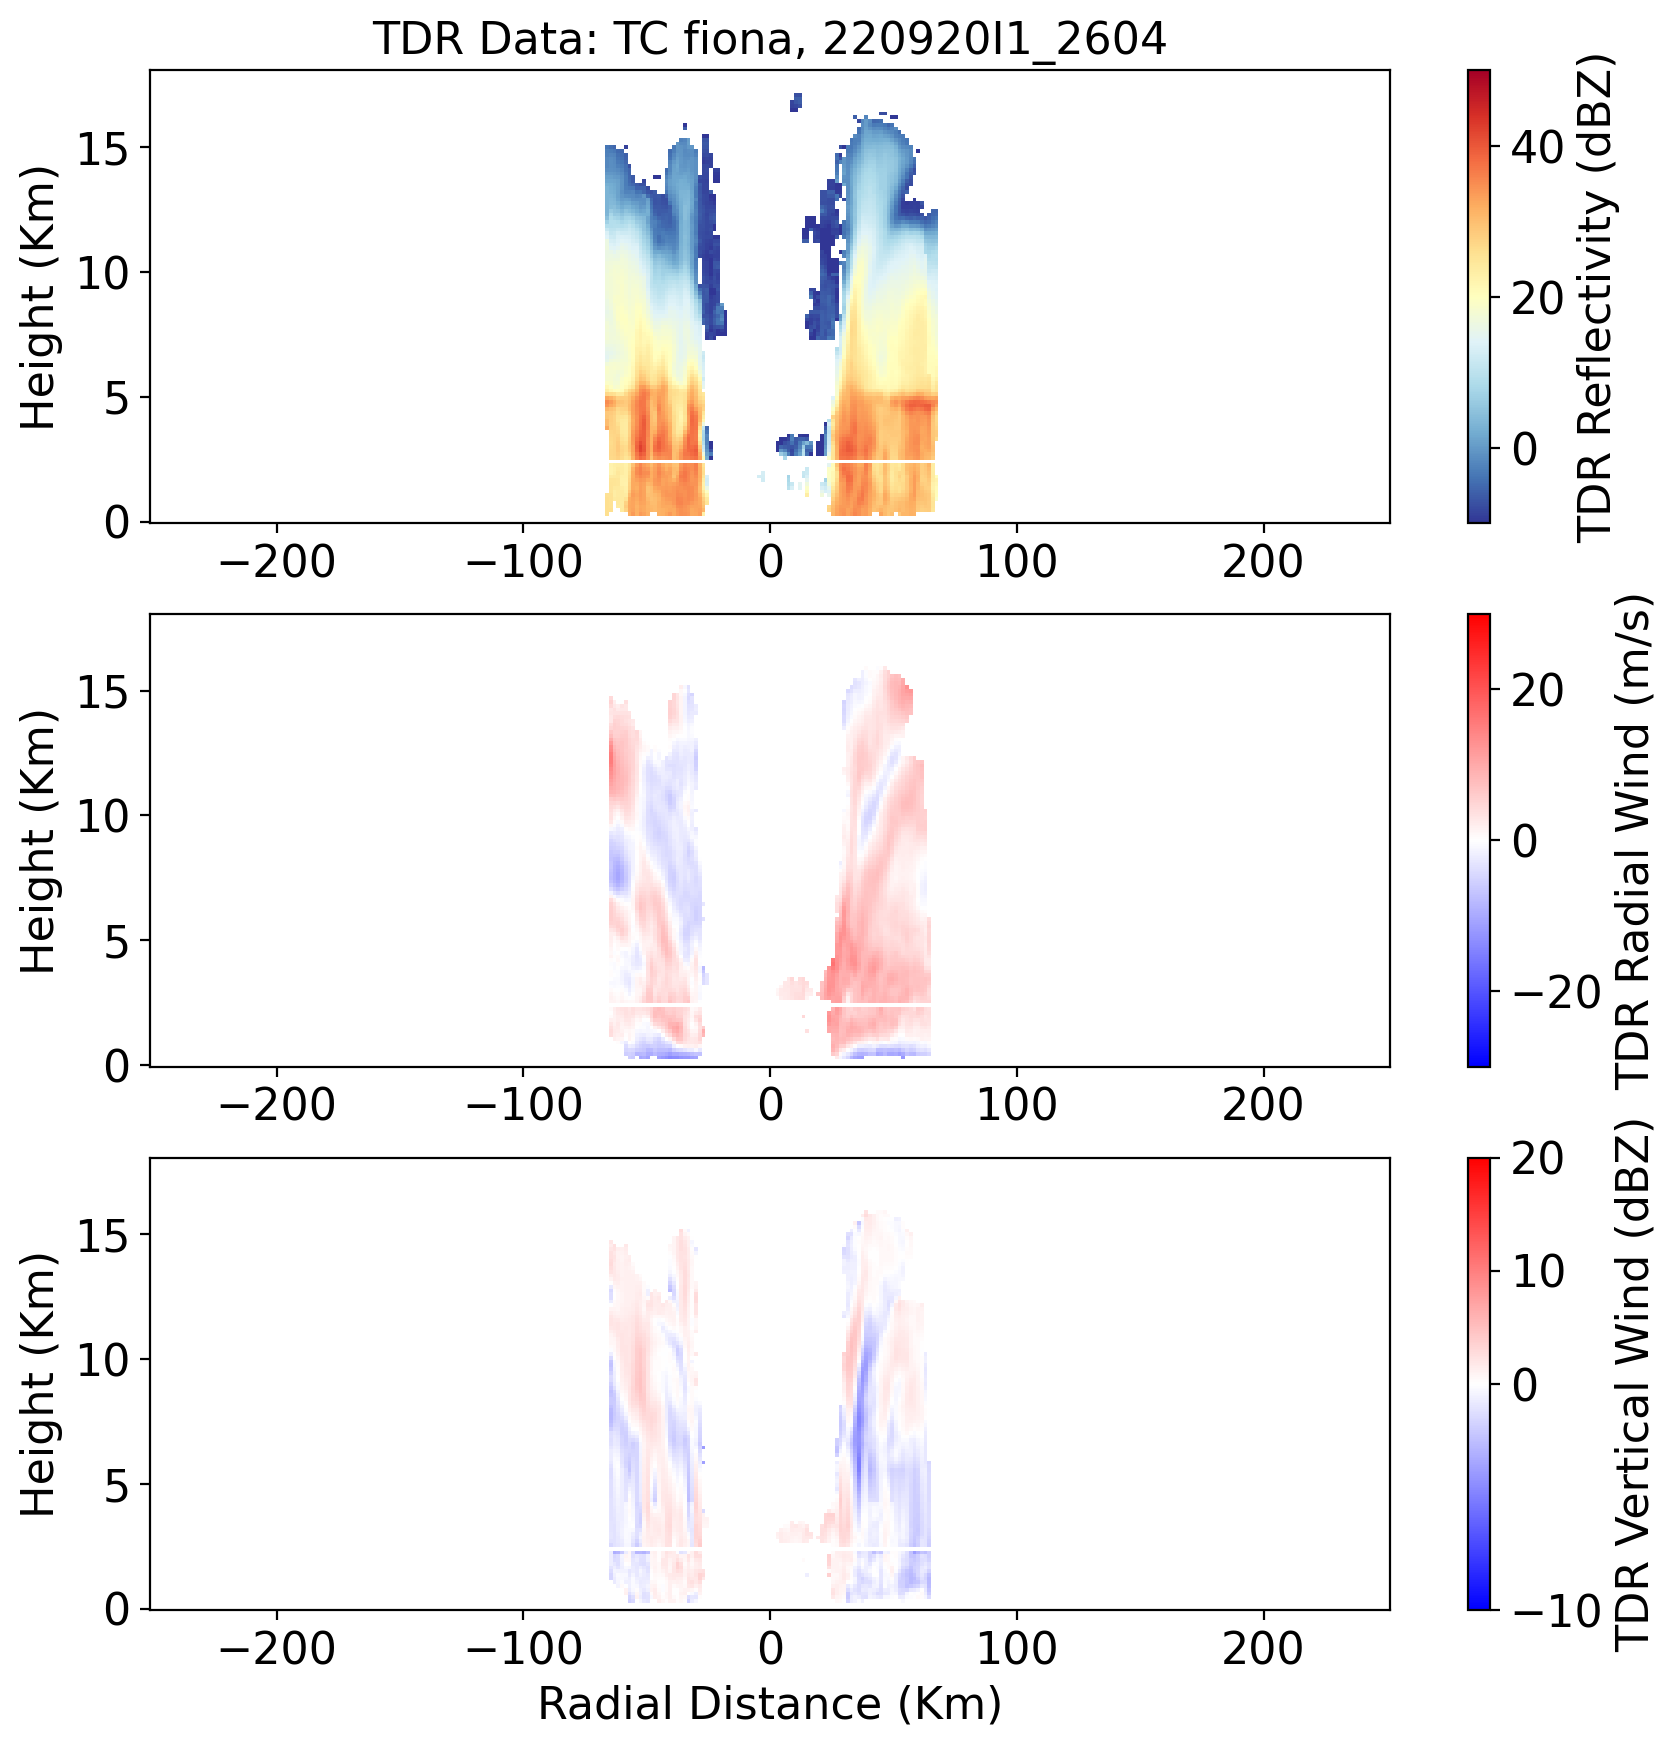 TDR Data: TC fiona, 220920I1_2604
15
10
5
0
Height (Km)
−200 −100 0 100 200
40
20
0
TDR Reflectivity (dBZ)
15
10
5
0
Height (Km)
−200 −100 0 100 200
20
0
−20
TDR Radial Wind (m/s)
15
10
5
0
Height (Km)
−200 −100 0 100 200
Radial Distance (Km)
20
10
0
−10
TDR Vertical Wind (dBZ)